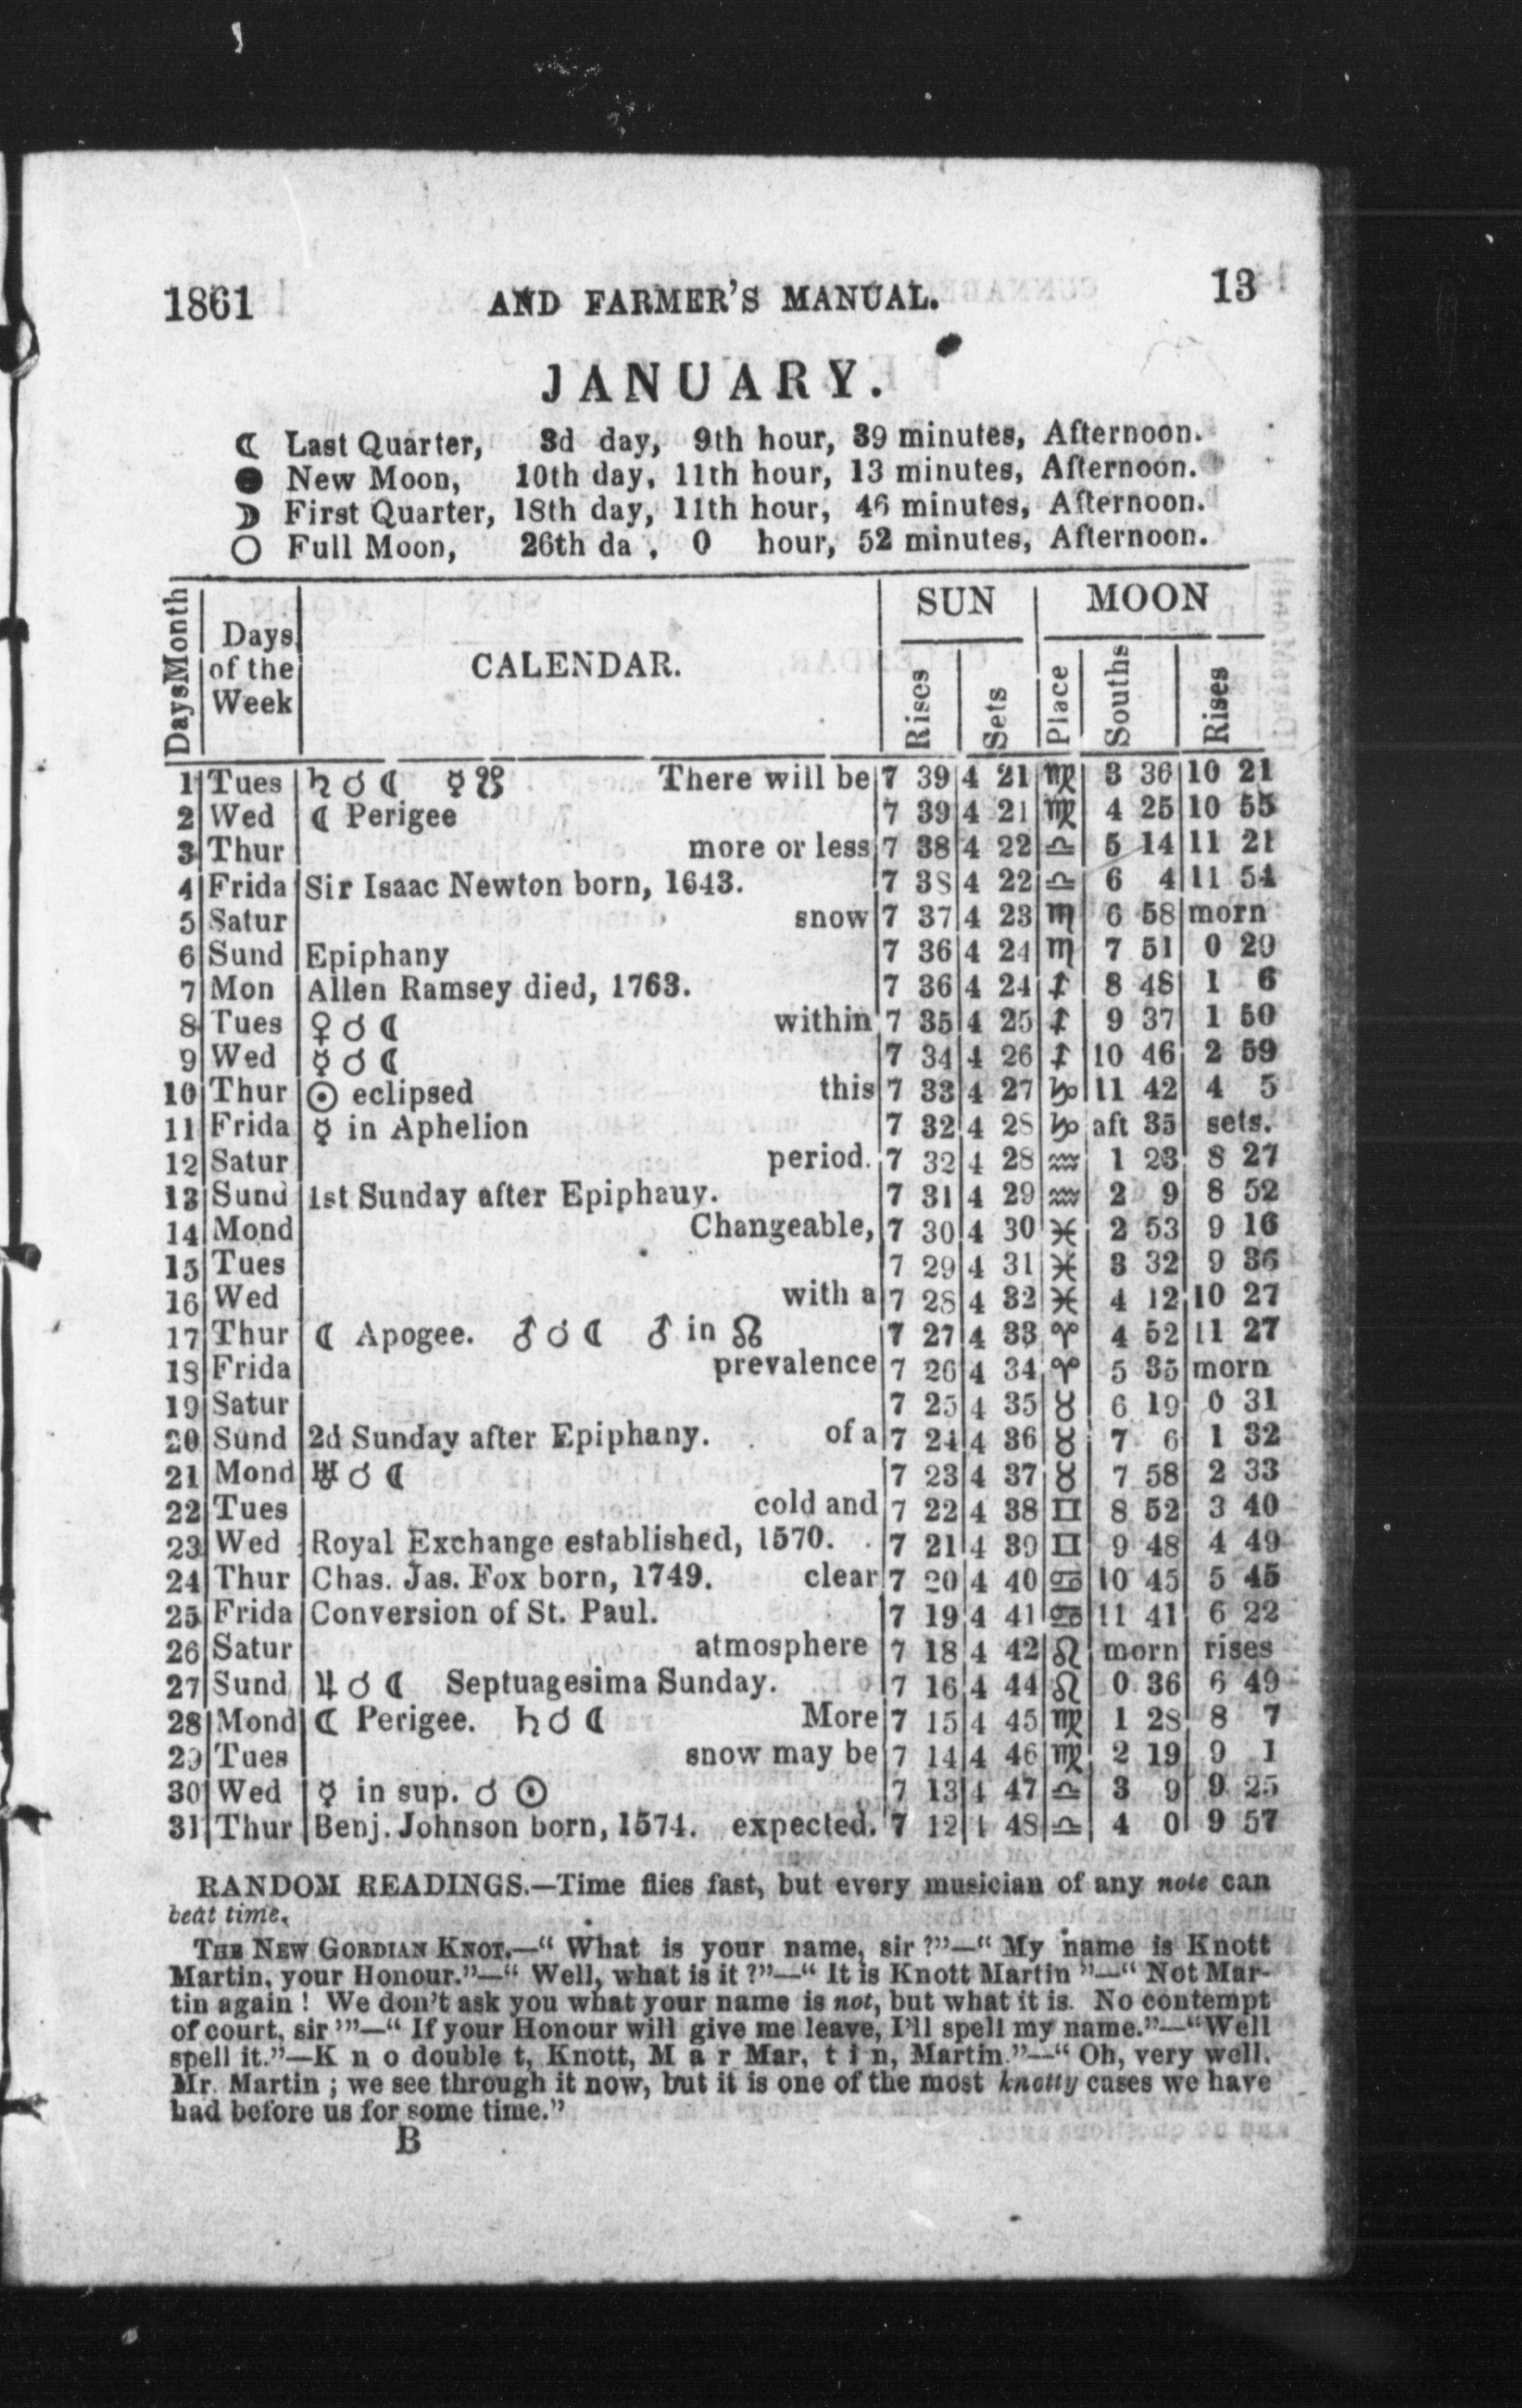 1861 AND FARMER'S MANUAL. 13
JANUARY.
☾ Last Quarter, 3d day, 9th hour, 39 minutes, Afternoon.
● New Moon, 10th day, 11th hour, 13 minutes, Afternoon.
☽ First Quarter, 18th day, 11th hour, 46 minutes, Afternoon.
○ Full Moon, 26th da , 0 hour, 52 minutes, Afternoon.
DaysMonth
Days of the Week
CALENDAR.
SUN
MOON
Rises
Sets
Place
Souths
Rises
1 Tues ♄ ☌ ☾ ☿ ☋ There will be 7 39 4 21 ♍ 3 36 10 21
2 Wed ☾ Perigee 7 39 4 21 ♍ 4 25 10 55
3 Thur more or less 7 38 4 22 ♎ 5 14 11 21
4 Frida Sir Isaac Newton born, 1643. 7 38 4 22 ♎ 6 4 11 54
5 Satur snow 7 37 4 23 ♏ 6 58 morn
6 Sund Epiphany 7 36 4 24 ♏ 7 51 0 29
7 Mon Allen Ramsey died, 1763. 7 36 4 24 ♐ 8 48 1 6
8 Tues ♀ ☌ ☾ within 7 35 4 25 ♐ 9 37 1 50
9 Wed ☿ ☌ ☾ 7 34 4 26 ♐ 10 46 2 59
10 Thur ☉ eclipsed this 7 33 4 27 ♑ 11 42 4 5
11 Frida ☿ in Aphelion 7 32 4 28 ♑ aft 35 sets.
12 Satur period. 7 32 4 28 ♒ 1 23 8 27
13 Sund 1st Sunday after Epiphauy. 7 31 4 29 ♒ 2 9 8 52
14 Mond Changeable, 7 30 4 30 ♓ 2 53 9 16
15 Tues 7 29 4 31 ♓ 3 32 9 36
16 Wed with a 7 28 4 32 ♓ 4 12 10 27
17 Thur ☾ Apogee. ♂ ☌ ☾ ♂ in ☊ 7 27 4 33 ♈ 4 52 11 27
18 Frida prevalence 7 26 4 34 ♈ 5 35 morn
19 Satur 7 25 4 35 ♉ 6 19 0 31
20 Sund 2d Sunday after Epiphany. of a 7 24 4 36 ♉ 7 6 1 32
21 Mond ♅ ☌ ☾ 7 23 4 37 ♉ 7 58 2 33
22 Tues cold and 7 22 4 38 ♊ 8 52 3 40
23 Wed Royal Exchange established, 1570. 7 21 4 39 ♊ 9 48 4 49
24 Thur Chas. Jas. Fox born, 1749. clear 7 20 4 40 ♋ 10 45 5 45
25 Frida Conversion of St. Paul. 7 19 4 41 ♋ 11 41 6 22
26 Satur atmosphere 7 18 4 42 ♌ morn rises
27 Sund ♃ ☌ ☾ Septuagesima Sunday. 7 16 4 44 ♌ 0 36 6 49
28 Mond ☾ Perigee. ♄ ☌ ☾ More 7 15 4 45 ♍ 1 28 8 7
29 Tues snow may be 7 14 4 46 ♍ 2 19 9 1
30 Wed ☿ in sup. ☌ ☉ 7 13 4 47 ♎ 3 9 9 25
31 Thur Benj. Johnson born, 1574. expected. 7 12 4 48 ♎ 4 0 9 57
RANDOM READINGS.—Time flies fast, but every musician of any note can
beat time.
THE NEW GORDIAN KNOT.—“ What is your name, sir ?”—“ My name is Knott
Martin, your Honour.”—“ Well, what is it ?”—“ It is Knott Martin ”—“ Not Mar-
tin again ! We don't ask you what your name is not, but what it is. No contempt
of court, sir '”—“ If your Honour will give me leave, I'll spell my name.”—“Well
spell it.”—K n o double t, Knott, M a r Mar, t i n, Martin.”—“ Oh, very well.
Mr. Martin ; we see through it now, but it is one of the most knotty cases we have
had before us for some time.”
B